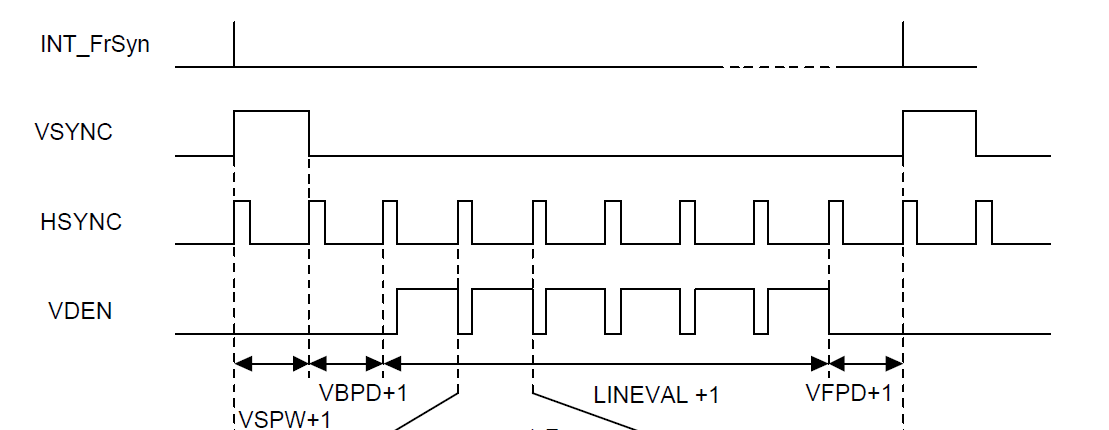 INT_FrSyn
VSYNC
HSYNC
VDEN
VBPD+1
LINEVAL +1
VFPD+1
VSPW+1